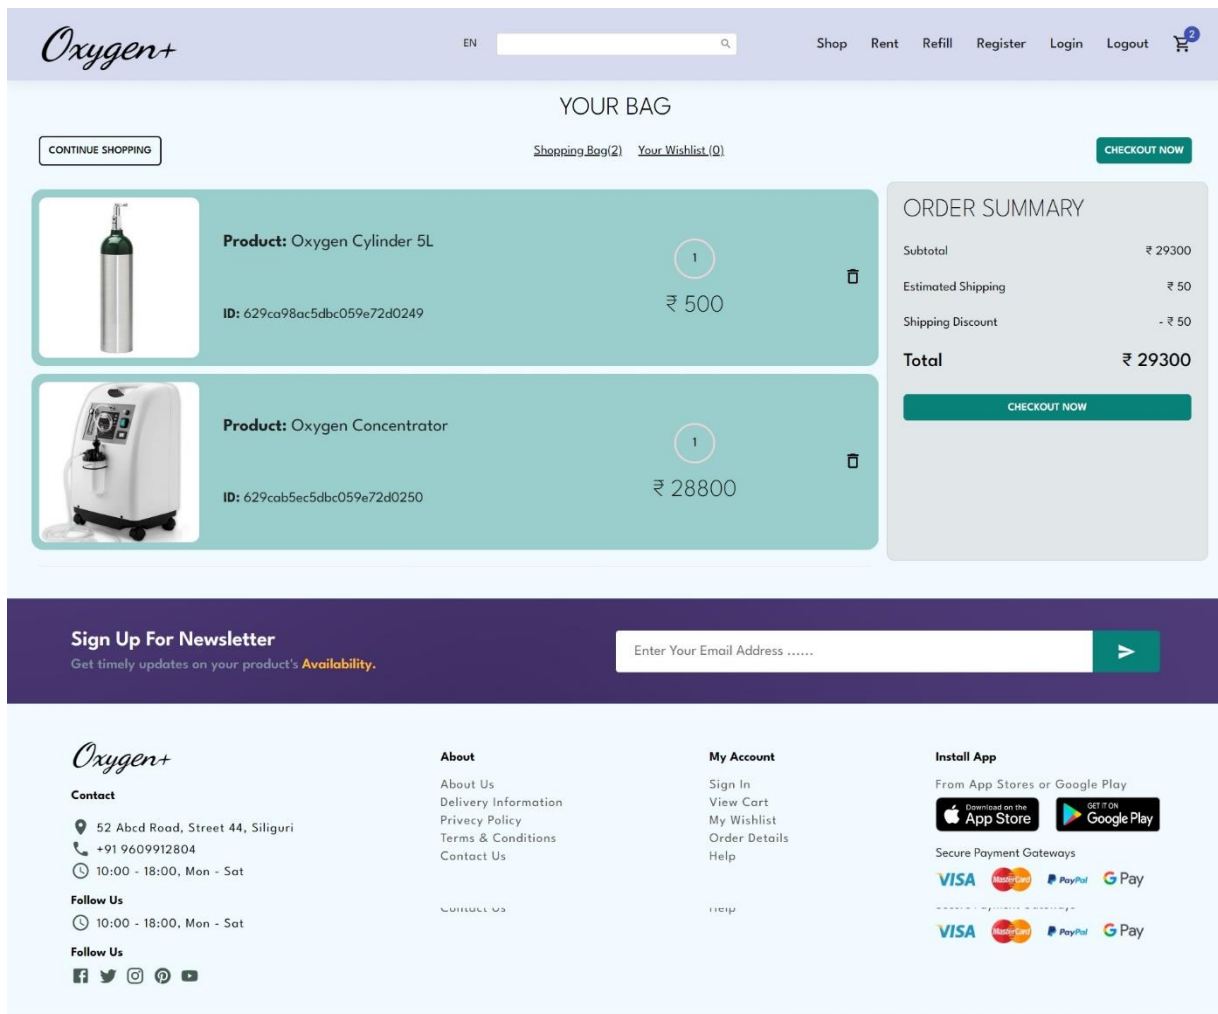 Oxygen+
EN
Shop Rent Refill Register Login Logout 2
YOUR BAG
CONTINUE SHOPPING
Shopping Bag(2) Your Wishlist (0)
CHECKOUT NOW
Product: Oxygen Cylinder 5L
1
₹ 500
ID: 629ca98ac5dbc059e72d0249
Product: Oxygen Concentrator
1
₹ 28800
ID: 629cab5ec5dbc059e72d0250
ORDER SUMMARY
Subtotal ₹ 29300
Estimated Shipping ₹ 50
Shipping Discount - ₹ 50
Total ₹ 29300
CHECKOUT NOW
Sign Up For Newsletter
Get timely updates on your product's Availability.
Enter Your Email Address ......
Oxygen+
Contact
52 Abcd Road, Street 44, Siliguri
+91 9609912804
10:00 - 18:00, Mon - Sat
Follow Us
10:00 - 18:00, Mon - Sat
Follow Us
About
About Us
Delivery Information
Privecy Policy
Terms & Conditions
Contact Us
Contact Us
My Account
Sign In
View Cart
My Wishlist
Order Details
Help
Help
Install App
From App Stores or Google Play
Download on the
App Store
GET IT ON
Google Play
Secure Payment Gateways
VISA MasterCard PayPal G Pay
VISA MasterCard PayPal G Pay